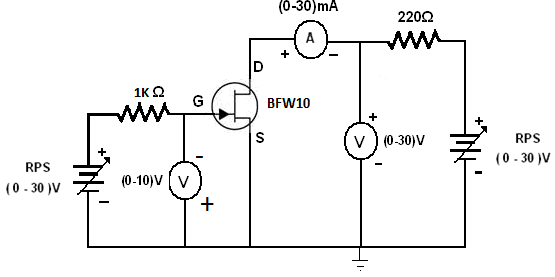 (0-30)mA
A
+
-
220Ω
D
1K Ω
G
BFW10
S
+
-
RPS
( 0 - 30 )V
-
(0-10)V
V
+
+
V
(0-30)V
-
+
-
RPS
( 0 - 30 )V